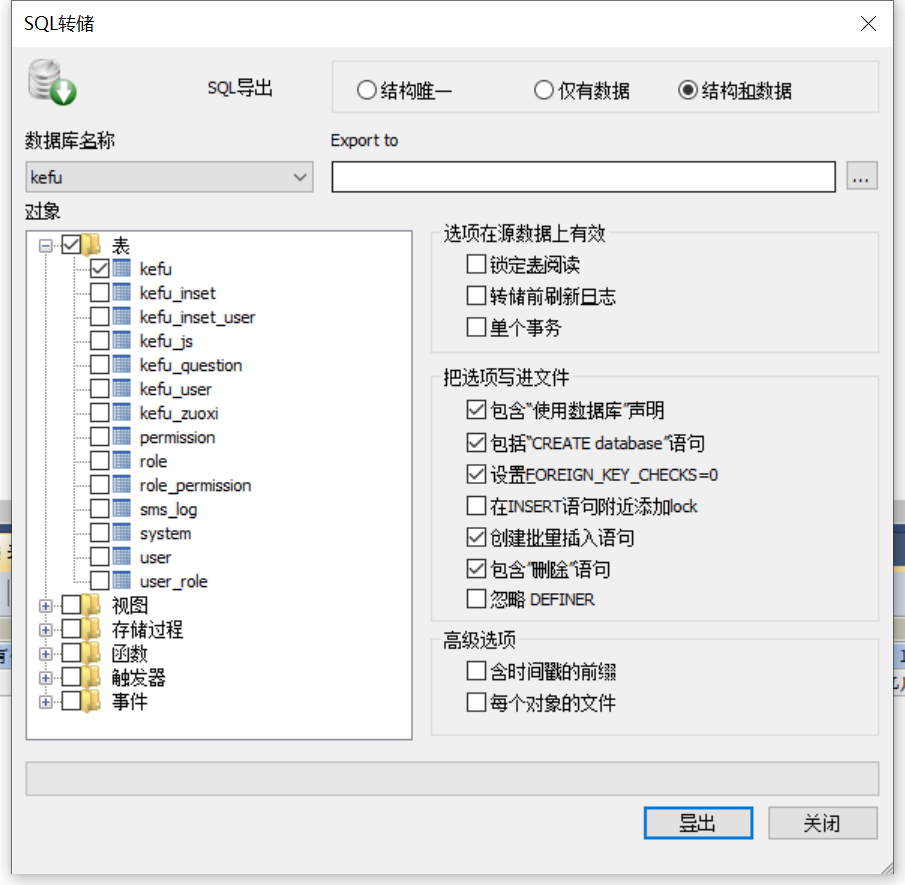 SQL转储
SQL导出
结构唯一
仅有数据
结构和数据
数据库名称
Export to
kefu
...
对象
表
kefu
kefu_inset
kefu_inset_user
kefu_js
kefu_question
kefu_user
kefu_zuoxi
permission
role
role_permission
sms_log
system
user
user_role
视图
存储过程
函数
触发器
事件
选项在源数据上有效
锁定表阅读
转储前刷新日志
单个事务
把选项写进文件
包含“使用数据库”声明
包括“CREATE database”语句
设置FOREIGN_KEY_CHECKS=0
在INSERT语句附近添加lock
创建批量插入语句
包含”删除”语句
忽略 DEFINER
高级选项
含时间戳的前缀
每个对象的文件
导出
关闭